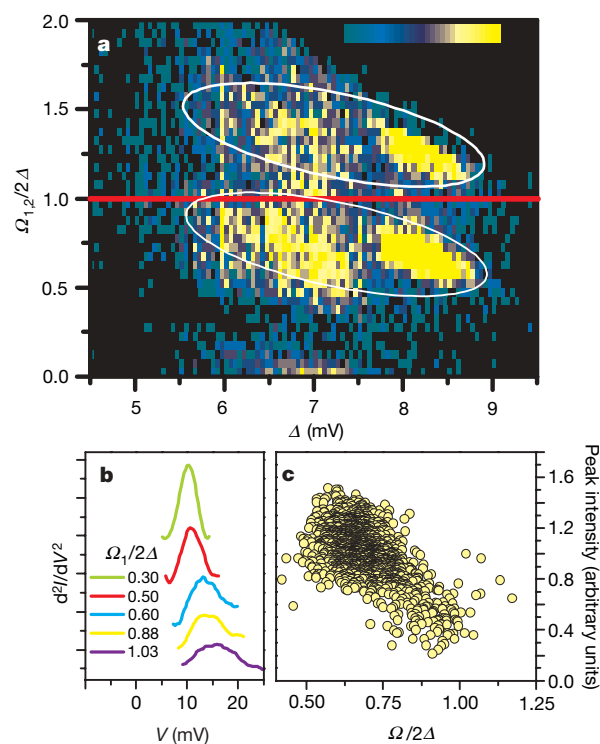 a
2.0
1.5
1.0
0.5
0.0
Ω1,2/2Δ
5 6 7 8 9
Δ (mV)
b
d²I/dV²
Ω1/2Δ
0.30
0.50
0.60
0.88
1.03
0 10 20
V (mV)
c
1.6
1.2
0.8
0.4
0.0
Peak intensity (arbitrary units)
0.50 0.75 1.00 1.25
Ω/2Δ